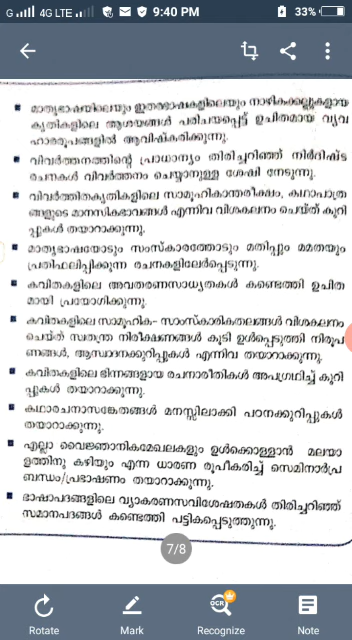 4G LTE 9:40 PM 33%
മാതൃഭാഷയിലെയും ഇതരഭാഷകളിലെയും നാഴികക്കല്ലുകളായ
കൃതികളിലെ ആശയങ്ങൾ പരിചയപ്പെട്ട് ഉചിതമായ വ്യവ
ഹാരരൂപങ്ങളിൽ ആവിഷ്കരിക്കുന്നു.
വിവർത്തനത്തിന്റെ പ്രാധാന്യം തിരിച്ചറിഞ്ഞ് നിർദിഷ്ട
രചനകൾ വിവർത്തനം ചെയ്യാനുള്ള ശേഷി നേടുന്നു.
വിവർത്തിതകൃതികളിലെ സാമൂഹികാന്തരീക്ഷം, കഥാപാത്ര
ങ്ങളുടെ മാനസികഭാവങ്ങൾ എന്നിവ വിശകലനം ചെയ്ത് കുറി
പ്പുകൾ തയാറാക്കുന്നു.
മാതൃഭാഷയോടും സംസ്കാരത്തോടും മതിപ്പും മമതയും
പ്രതിഫലിപ്പിക്കുന്ന രചനകളിലേർപ്പെടുന്നു.
കവിതകളിലെ അവതരണസാധ്യതകൾ കണ്ടെത്തി ഉചിത
മായി പ്രയോഗിക്കുന്നു.
കവിതകളിലെ സാമൂഹിക- സാംസ്കാരികതലങ്ങൾ വിശകലനം
ചെയ്ത് സ്വതന്ത്ര നിരീക്ഷണങ്ങൾ കൂടി ഉൾപ്പെടുത്തി നിരൂപ
ണങ്ങൾ, ആസ്വാദനക്കുറിപ്പുകൾ എന്നിവ തയാറാക്കുന്നു.
കവിതകളിലെ ഭിന്നങ്ങളായ രചനാരീതികൾ അപഗ്രഥിച്ച് കുറി
പ്പുകൾ തയാറാക്കുന്നു.
കഥാരചനാസങ്കേതങ്ങൾ മനസ്സിലാക്കി പഠനക്കുറിപ്പുകൾ
തയാറാക്കുന്നു.
എല്ലാ വൈജ്ഞാനികമേഖലകളും ഉൾക്കൊള്ളാൻ മലയാ
ളത്തിനു കഴിയും എന്ന ധാരണ രൂപീകരിച്ച് സെമിനാർപ്ര
ബന്ധം/പ്രഭാഷണം തയാറാക്കുന്നു.
ഭാഷാപദങ്ങളിലെ വ്യാകരണസവിശേഷതകൾ തിരിച്ചറിഞ്ഞ്
സമാനപദങ്ങൾ കണ്ടെത്തി പട്ടികപ്പെടുത്തുന്നു.
7/8
OCR
Rotate Mark Recognize Note